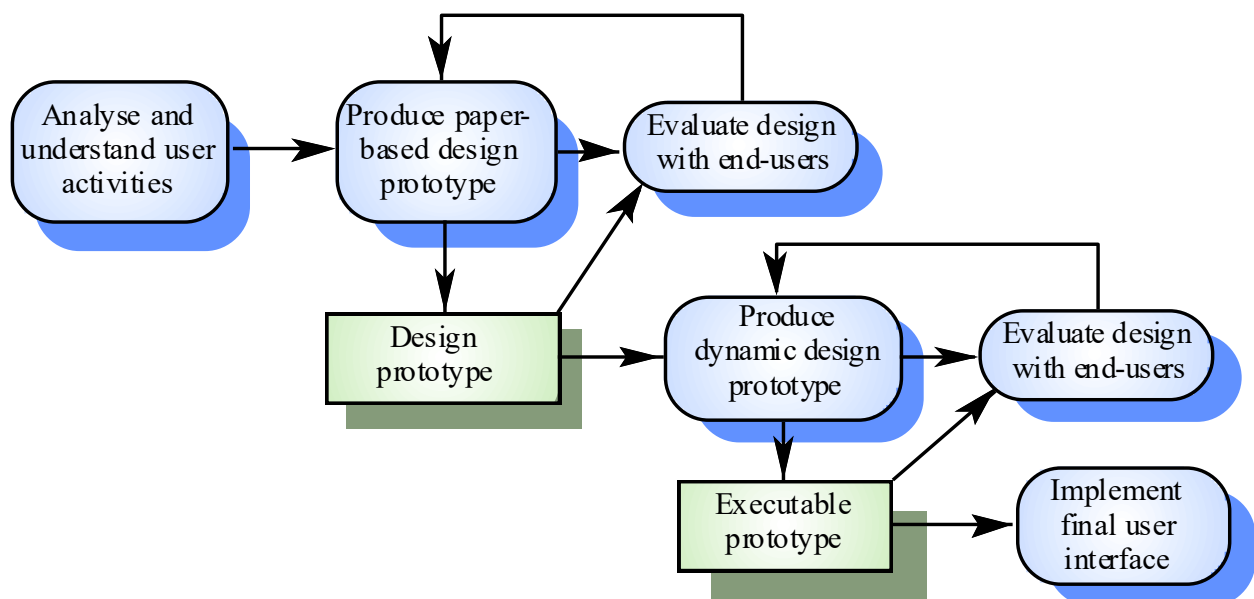 Analyse and
understand user
activities
Produce paper-
based design
prototype
Evaluate design
with end-users
Design
prototype
Produce
dynamic design
prototype
Evaluate design
with end-users
Executable
prototype
Implement
final user
interface